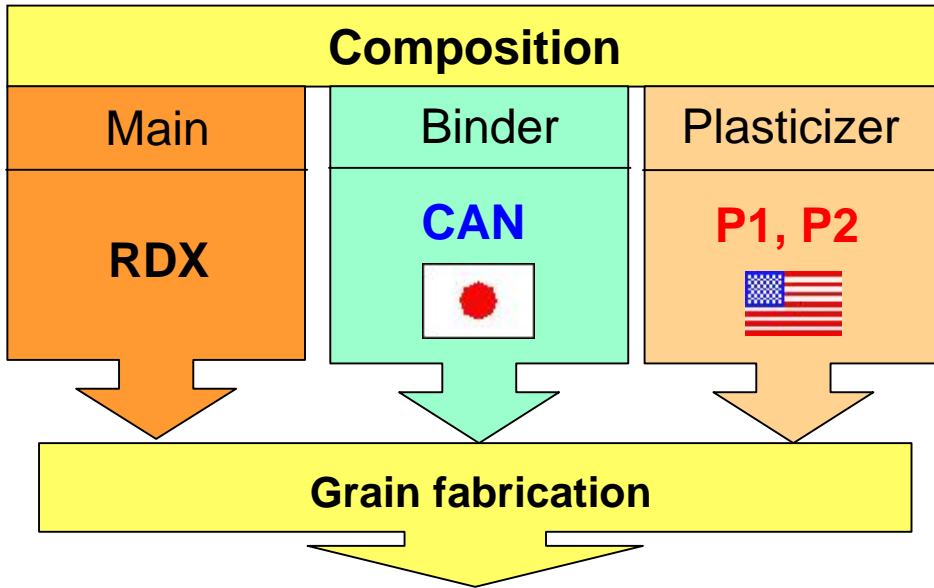 Composition
Main
Binder
Plasticizer
RDX
CAN
P1, P2
Grain fabrication